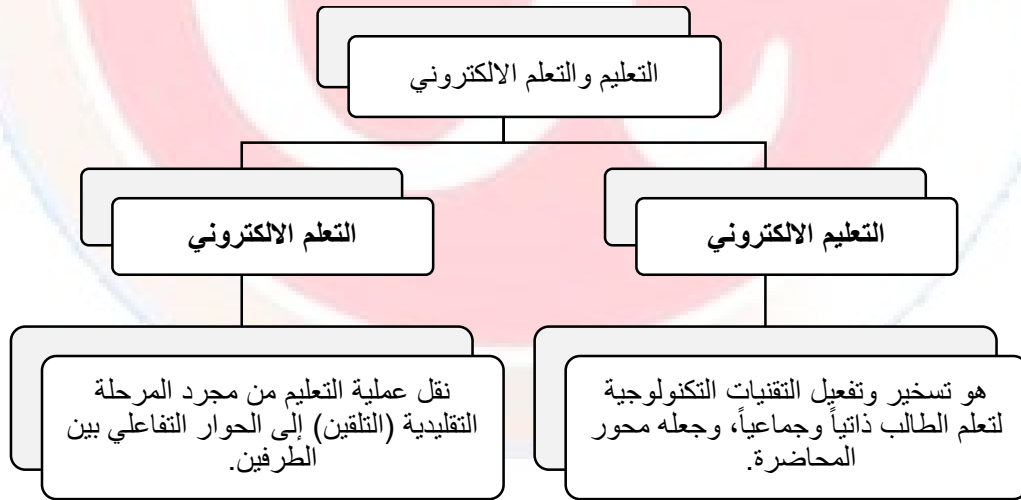 التعليم والتعلم الالكتروني
التعليم الالكتروني
هو تسخير وتفعيل التقنيات التكنولوجية
لتعلم الطالب ذاتياً وجماعياً، وجعله محور
المحاضرة.
التعلم الالكتروني
نقل عملية التعليم من مجرد المرحلة
التقليدية (التلقين) إلى الحوار التفاعلي بين
الطرفين.